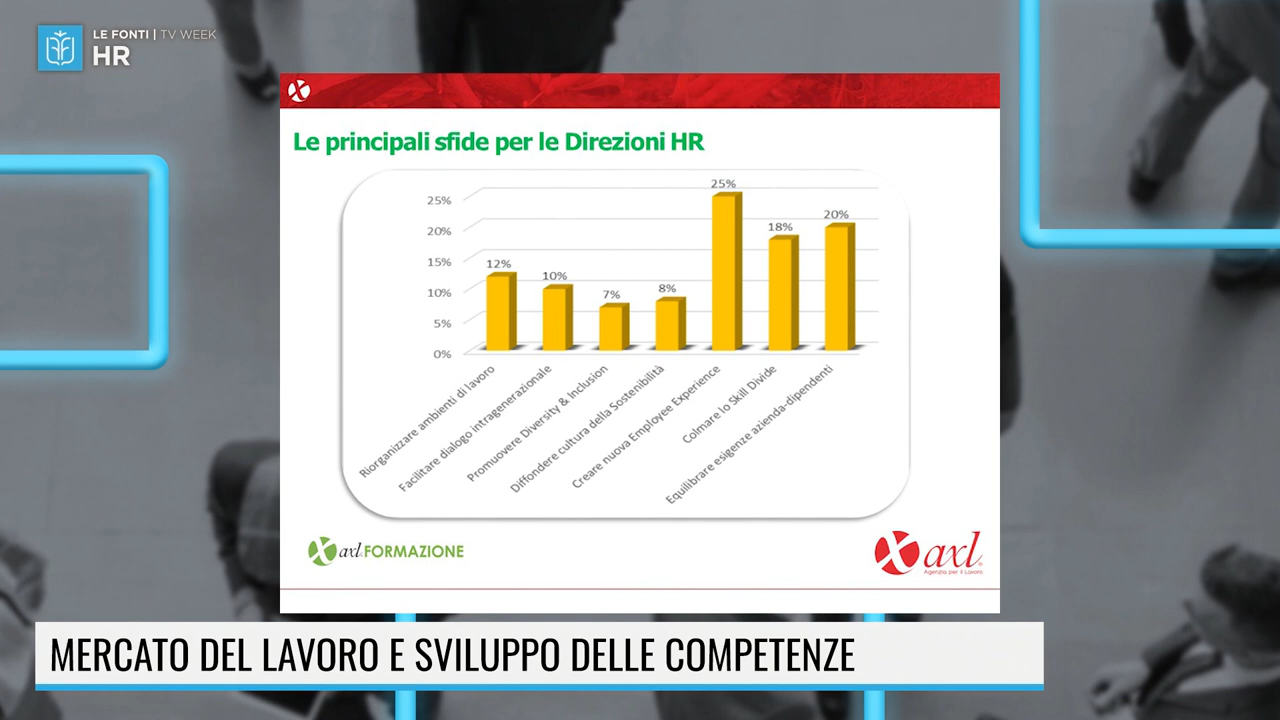 LE FONTI | TV WEEK
HR
Le principali sfide per le Direzioni HR
25%
20%
15%
10%
5%
0%
12%
10%
7%
8%
25%
18%
20%
Riorganizzare ambienti di lavoro
Facilitare dialogo intragenerazionale
Promuovere Diversity & Inclusion
Diffondere cultura della Sostenibilità
Creare nuova Employee Experience
Colmare lo Skill Divide
Equilibrare esigenze azienda-dipendenti
axl FORMAZIONE
axl
Agenzia per il Lavoro
MERCATO DEL LAVORO E SVILUPPO DELLE COMPETENZE